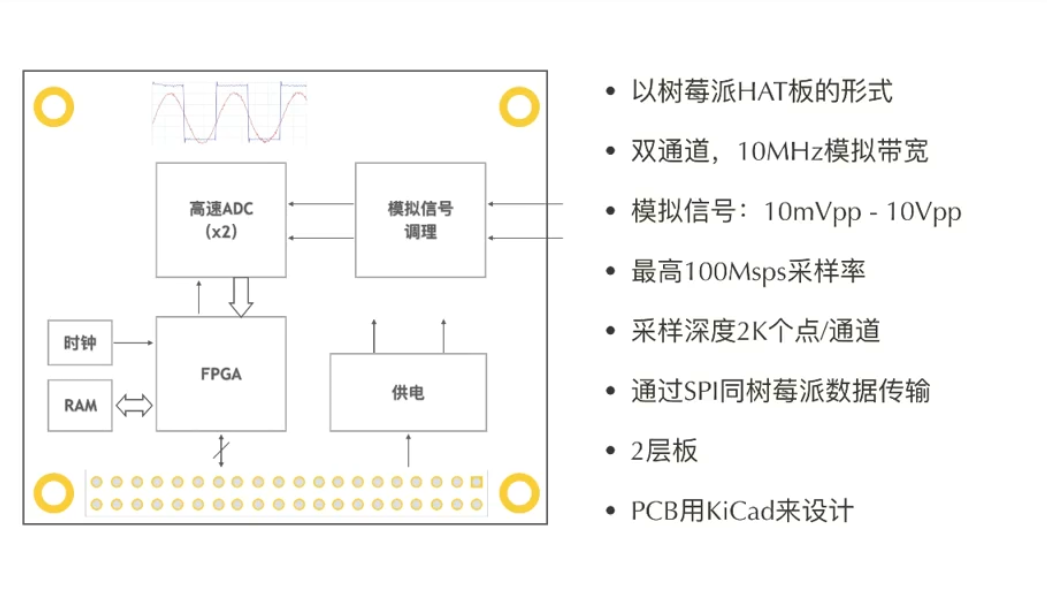 高速ADC
(x2)
模拟信号
调理
时钟
FPGA
RAM
供电
以树莓派HAT板的形式
双通道，10MHz模拟带宽
模拟信号：10mVpp - 10Vpp
最高100Msps采样率
采样深度2K个点/通道
通过SPI同树莓派数据传输
2层板
PCB用KiCad来设计